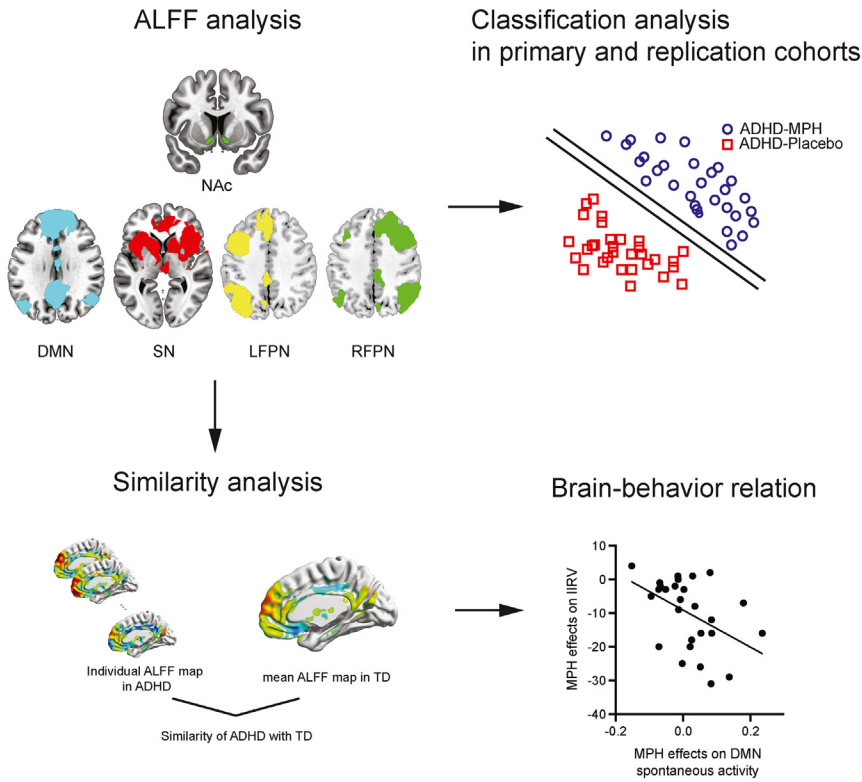 ALFF analysis
NAc
DMN
SN
LFPN
RFPN
Classification analysis
in primary and replication cohorts
ADHD-MPH
ADHD-Placebo
Similarity analysis
Individual ALFF map
in ADHD
mean ALFF map in TD
Similarity of ADHD with TD
Brain-behavior relation
MPH effects on IIRV
10
0
-10
-20
-30
-40
-0.2
0.0
0.2
MPH effects on DMN
spontaneous activity